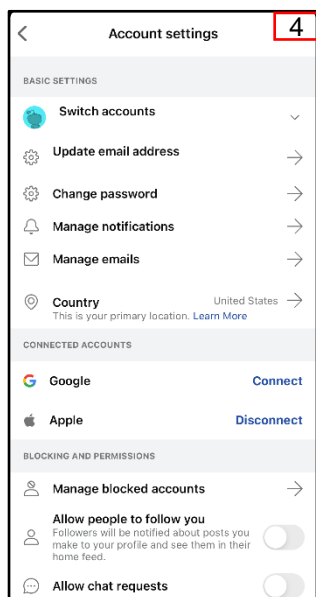 Account settings
4
BASIC SETTINGS
Switch accounts
Update email address
Change password
Manage notifications
Manage emails
Country
United States
This is your primary location. Learn More
CONNECTED ACCOUNTS
Google
Connect
Apple
Disconnect
BLOCKING AND PERMISSIONS
Manage blocked accounts
Allow people to follow you
Followers will be notified about posts you
make to your profile and see them in their
home feed.
Allow chat requests